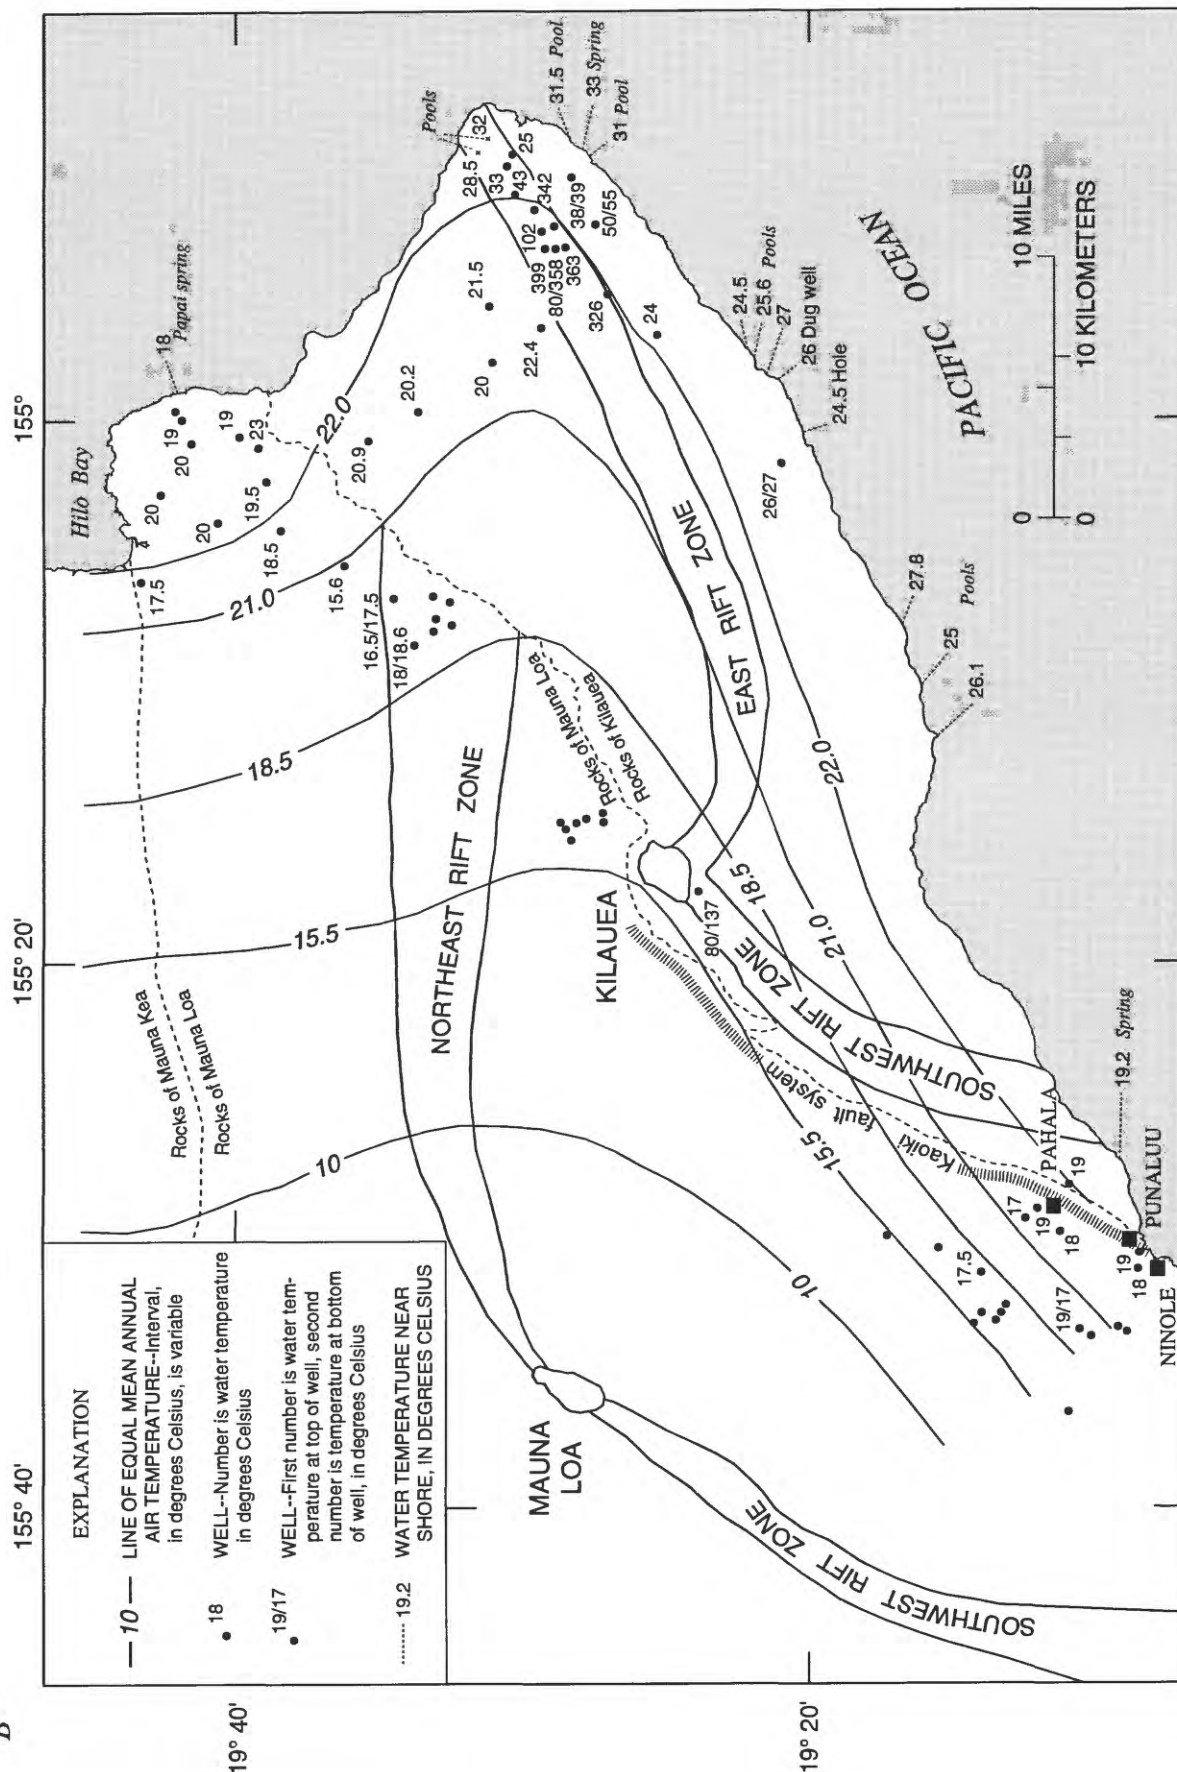 B
155° 40'
155° 20'
155°
19° 40'
19° 20'
EXPLANATION
10
LINE OF EQUAL MEAN ANNUAL
AIR TEMPERATURE--Interval,
in degrees Celsius, is variable
18
WELL--Number is water temperature
in degrees Celsius
19/17
WELL--First number is water tem-
perature at top of well, second
number is temperature at bottom
of well, in degrees Celsius
19.2
WATER TEMPERATURE NEAR
SHORE, IN DEGREES CELSIUS
Rocks of Mauna Kea
Rocks of Mauna Loa
Hilo Bay
17.5
20
20
20
19
18
Papai spring
19
23
19.5
18.5
15.6
16.5/17.5
18/18.6
20.9
20.2
20
21.5
22.4
22.0
21.0
18.5
15.5
10
NORTHEAST RIFT ZONE
Rocks of Mauna Loa
Rocks of Kilauea
Pools
28.5
32
33
25
43
342
102
399
80/358
363
38/39
50/55
326
24
31.5 Pool
33 Spring
31 Pool
24.5
25.6
Pools
27
26 Dug well
24.5 Hole
26/27
27.8
25
Pools
26.1
EAST RIFT ZONE
PACIFIC OCEAN
0
10 MILES
0
10 KILOMETERS
KILAUEA
80/137
18.5
21.0
22.0
SOUTHWEST RIFT ZONE
Kaoiki fault system
15.5
10
MAUNA
LOA
SOUTHWEST RIFT ZONE
17.5
19/17
17
19
18
PAHALA
19
19.2 Spring
19
18
PUNALUU
NINOLE